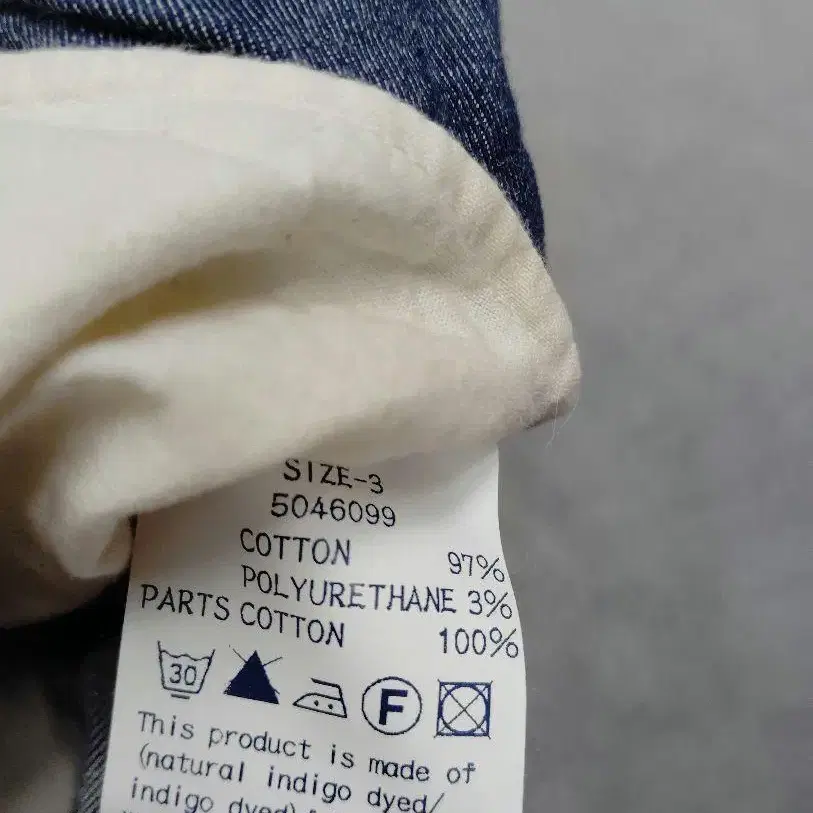 SIZE-3
5046099
COTTON 97%
POLYURETHANE 3%
PARTS COTTON 100%
30 F
This product is made of
(natural indigo dyed/
indigo dyed)